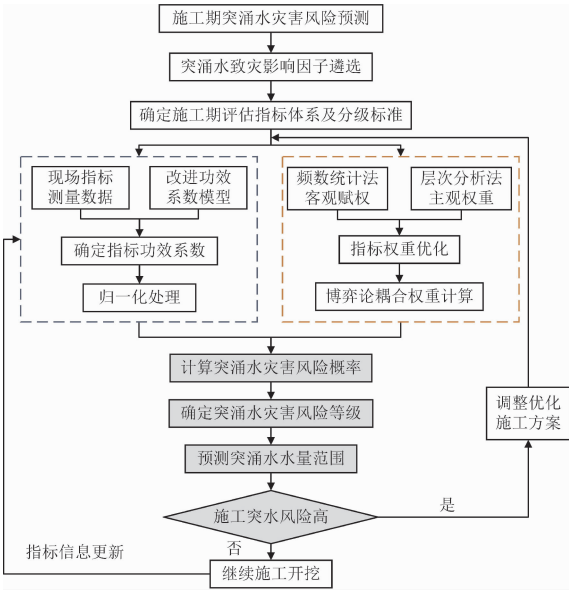 施工期突涌水灾害风险预测
突涌水致灾影响因子遴选
确定施工期评估指标体系及分级标准
现场指标
测量数据
改进功效
系数模型
确定指标功效系数
归一化处理
频数统计法
客观赋权
层次分析法
主观权重
指标权重优化
博弈论耦合权重计算
计算突涌水灾害风险概率
确定突涌水灾害风险等级
预测突涌水水量范围
施工突水风险高
是
调整优化
施工方案
否
指标信息更新
继续施工开挖